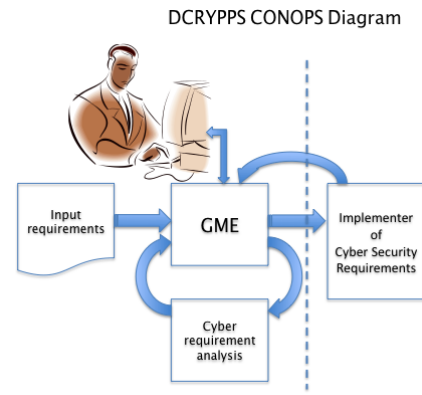 DCRYPPS CONOPS Diagram
Input
requirements
GME
Implementer
of
Cyber Security
Requirements
Cyber
requirement
analysis